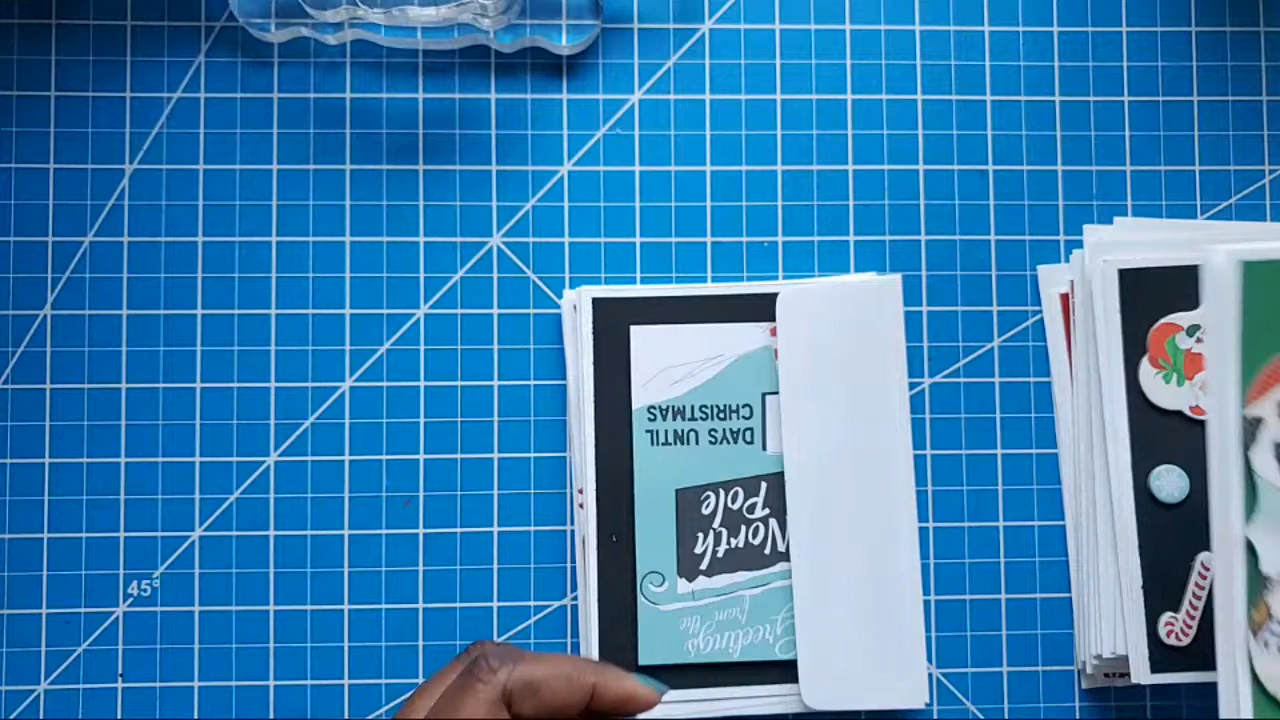 Greetings
from the
North
Pole
DAYS UNTIL
CHRISTMAS
45°